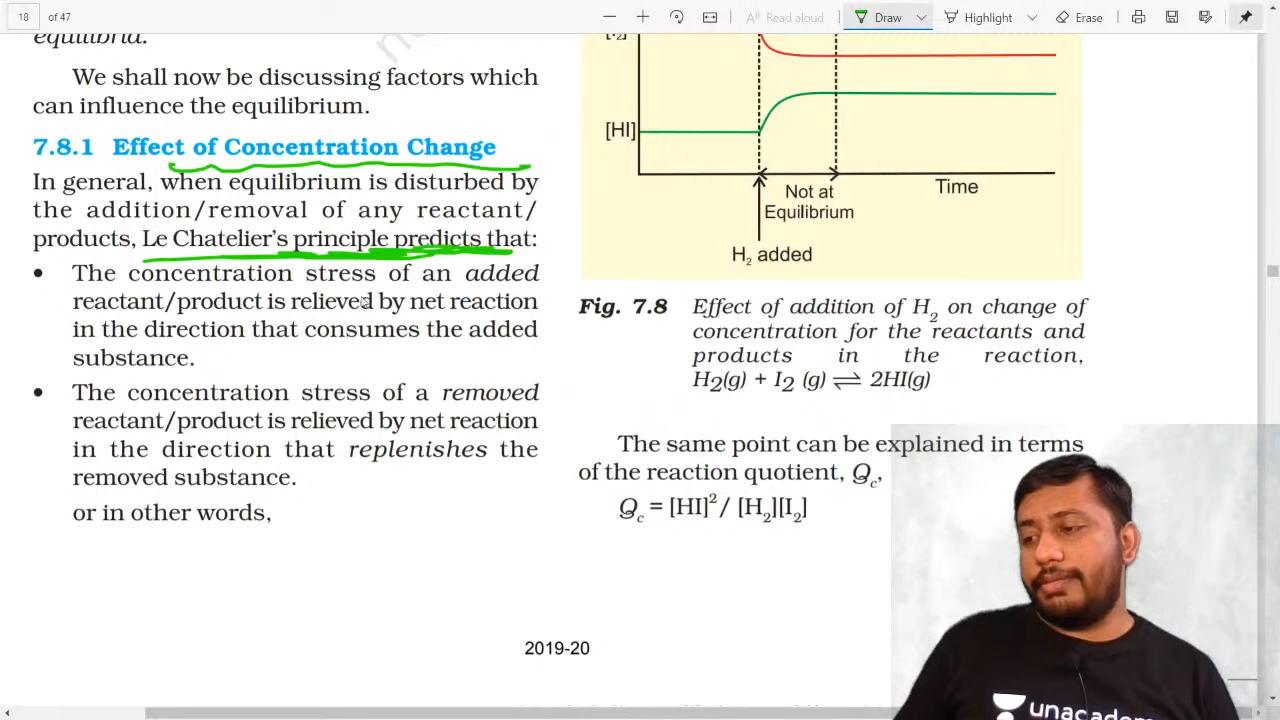 18 of 47
Read aloud
Draw
Highlight
Erase
equilibria.
We shall now be discussing factors which
can influence the equilibrium.
7.8.1 Effect of Concentration Change
In general, when equilibrium is disturbed by
the addition/removal of any reactant/
products, Le Chatelier's principle predicts that:
• The concentration stress of an added
reactant/product is relieved by net reaction
in the direction that consumes the added
substance.
• The concentration stress of a removed
reactant/product is relieved by net reaction
in the direction that replenishes the
removed substance.
or in other words,
[HI]
Not at
Equilibrium
Time
H₂ added
Fig. 7.8 Effect of addition of H₂ on change of
concentration for the reactants and
products in the reaction,
H₂(g) + I₂ (g) ⇌ 2HI(g)
The same point can be explained in terms
of the reaction quotient, Qc,
Qc = [HI]² / [H₂][I₂]
2019-20